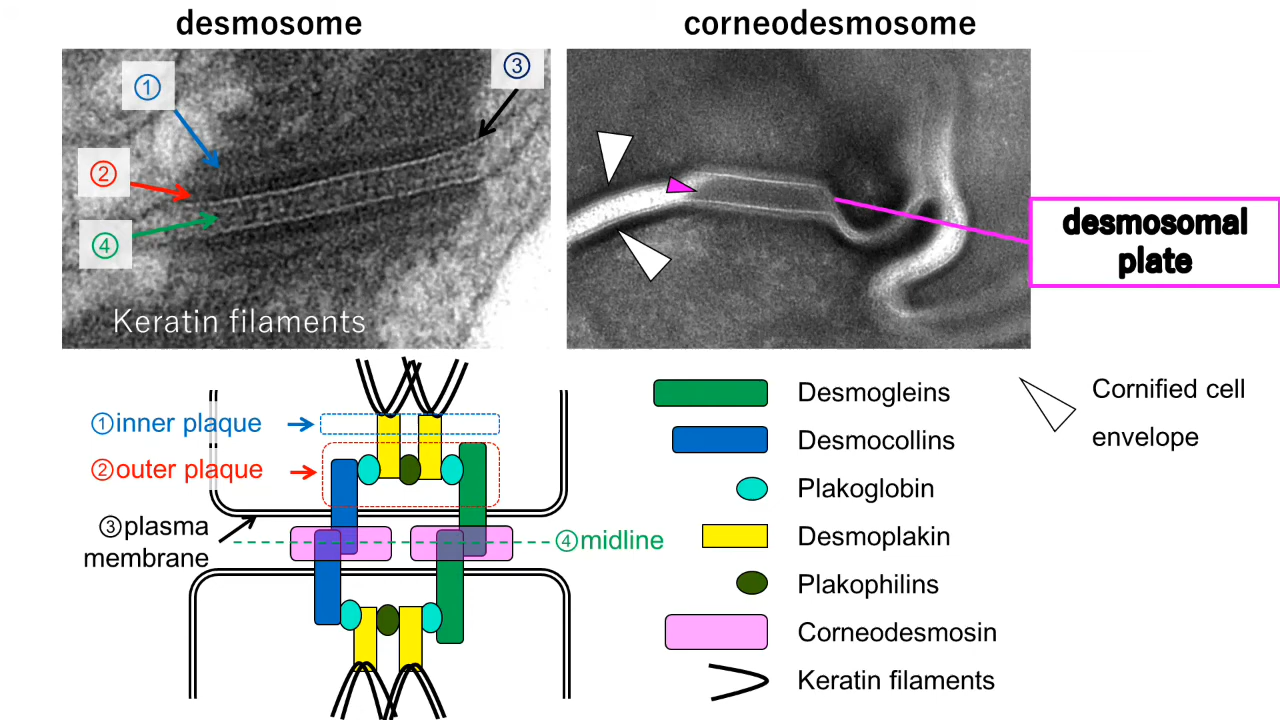 desmosome
corneodesmosome
①
③
②
④
Keratin filaments
desmosomal
plate
①inner plaque
②outer plaque
③plasma
membrane
④midline
Desmogleins
Desmocollins
Plakoglobin
Desmoplakin
Plakophilins
Corneodesmosin
Keratin filaments
Cornified cell
envelope